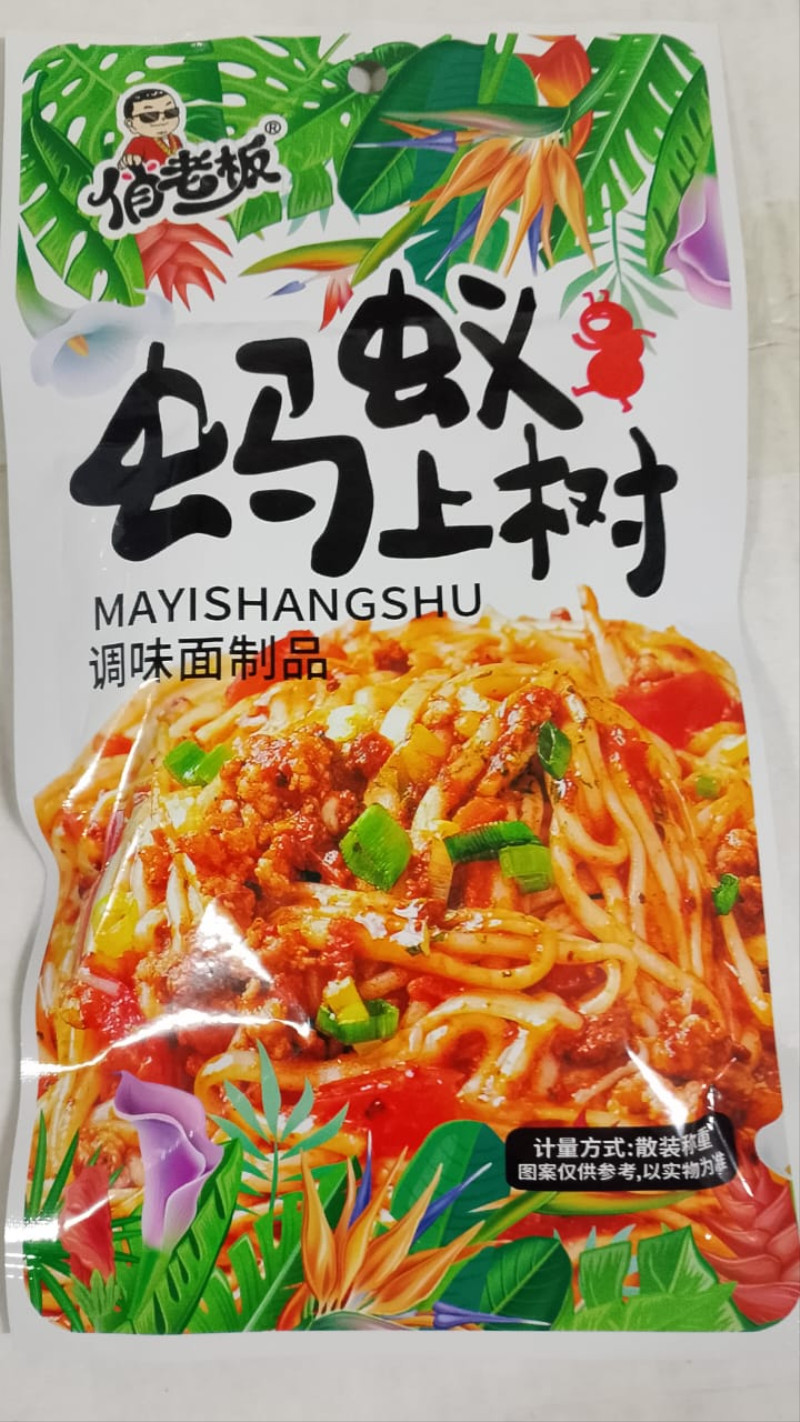 俏老板®
蚂蚁
上树
MAYISHANGSHU
调味面制品
计量方式:散装称重
图案仅供参考,以实物为准